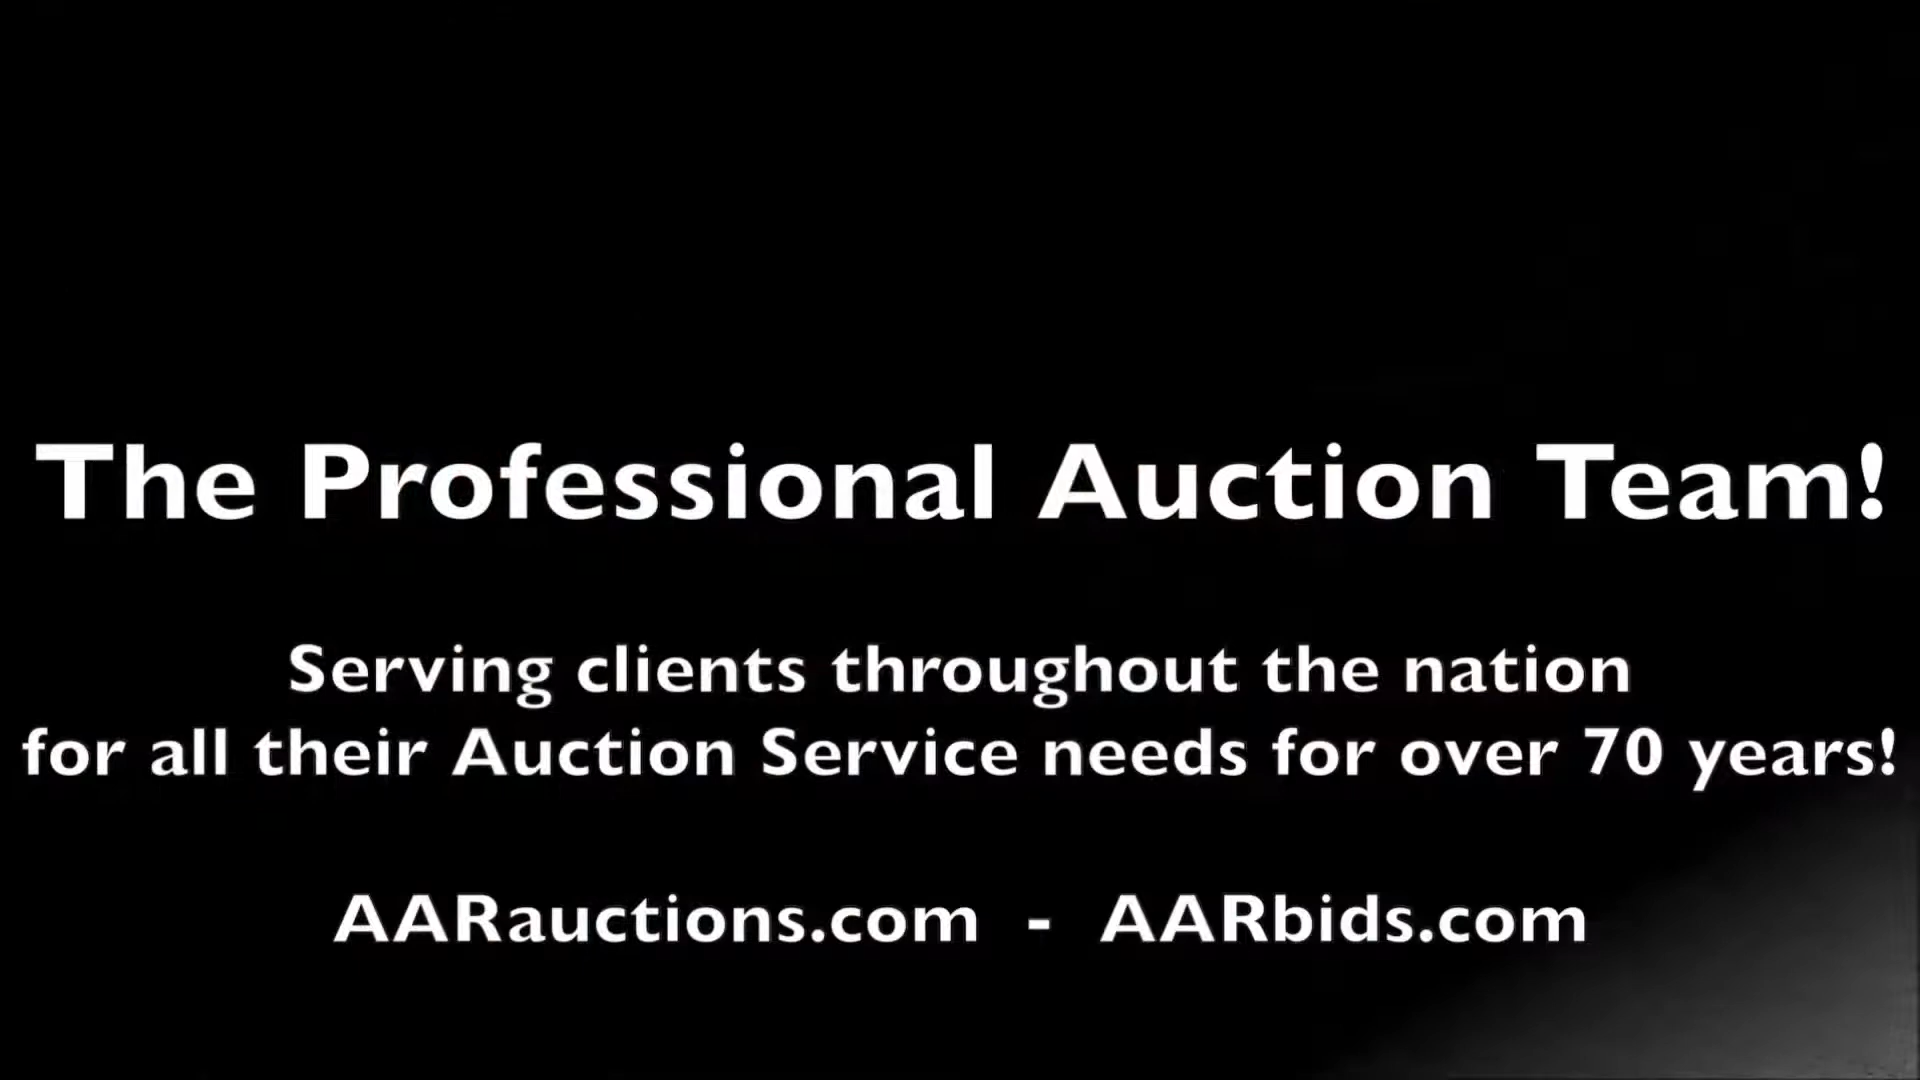 The Professional Auction Team!
Serving clients throughout the nation
for all their Auction Service needs for over 70 years!
AARauctions.com - AARbids.com